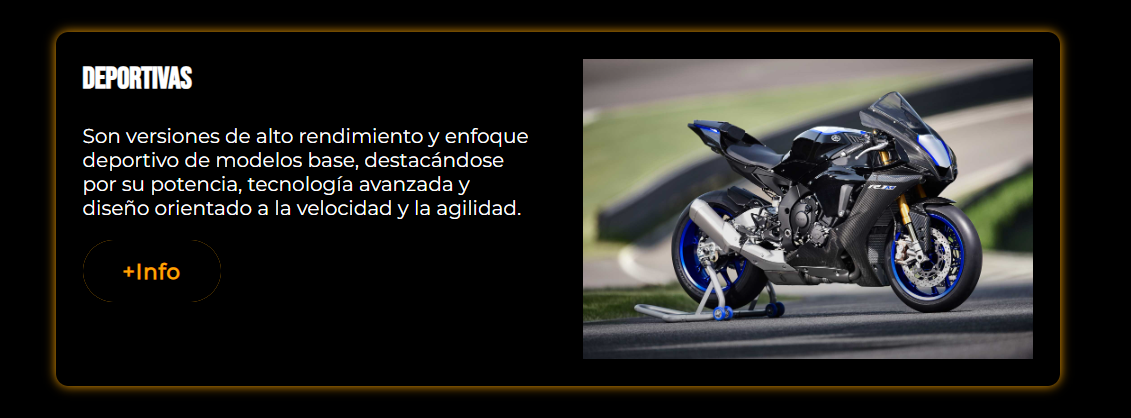 DEPORTIVAS
Son versiones de alto rendimiento y enfoque
deportivo de modelos base, destacándose
por su potencia, tecnología avanzada y
diseño orientado a la velocidad y la agilidad.
+Info
R1M